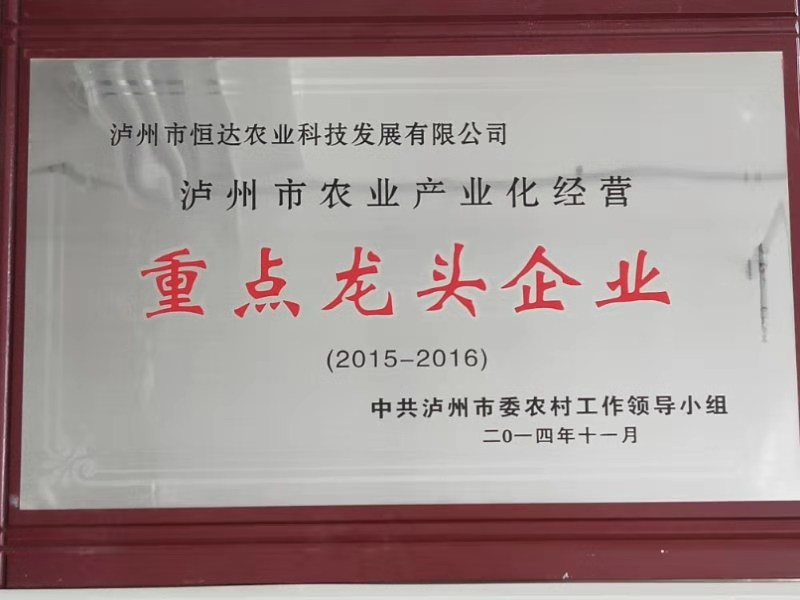 泸州市恒达农业科技发展有限公司
泸州市农业产业化经营
重点龙头企业
(2015-2016)
中共泸州市委农村工作领导小组
二0一四年十一月